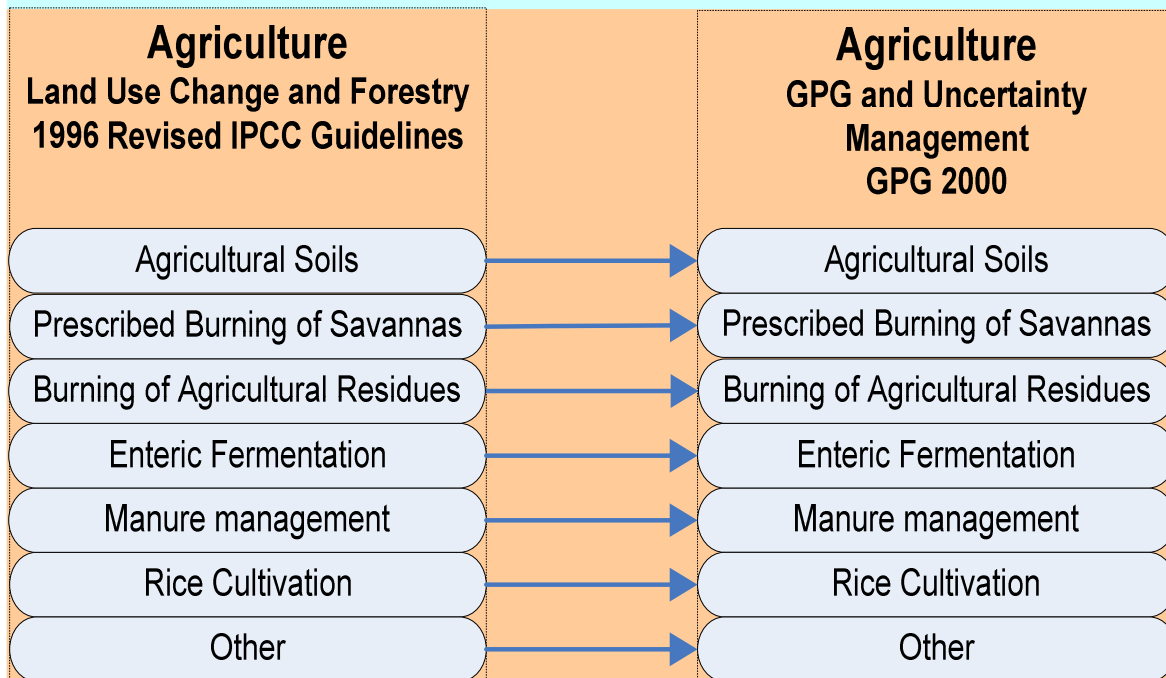 Agriculture
Land Use Change and Forestry
1996 Revised IPCC Guidelines
Agricultural Soils
Prescribed Burning of Savannas
Burning of Agricultural Residues
Enteric Fermentation
Manure management
Rice Cultivation
Other
Agriculture
GPG and Uncertainty
Management
GPG 2000
Agricultural Soils
Prescribed Burning of Savannas
Burning of Agricultural Residues
Enteric Fermentation
Manure management
Rice Cultivation
Other